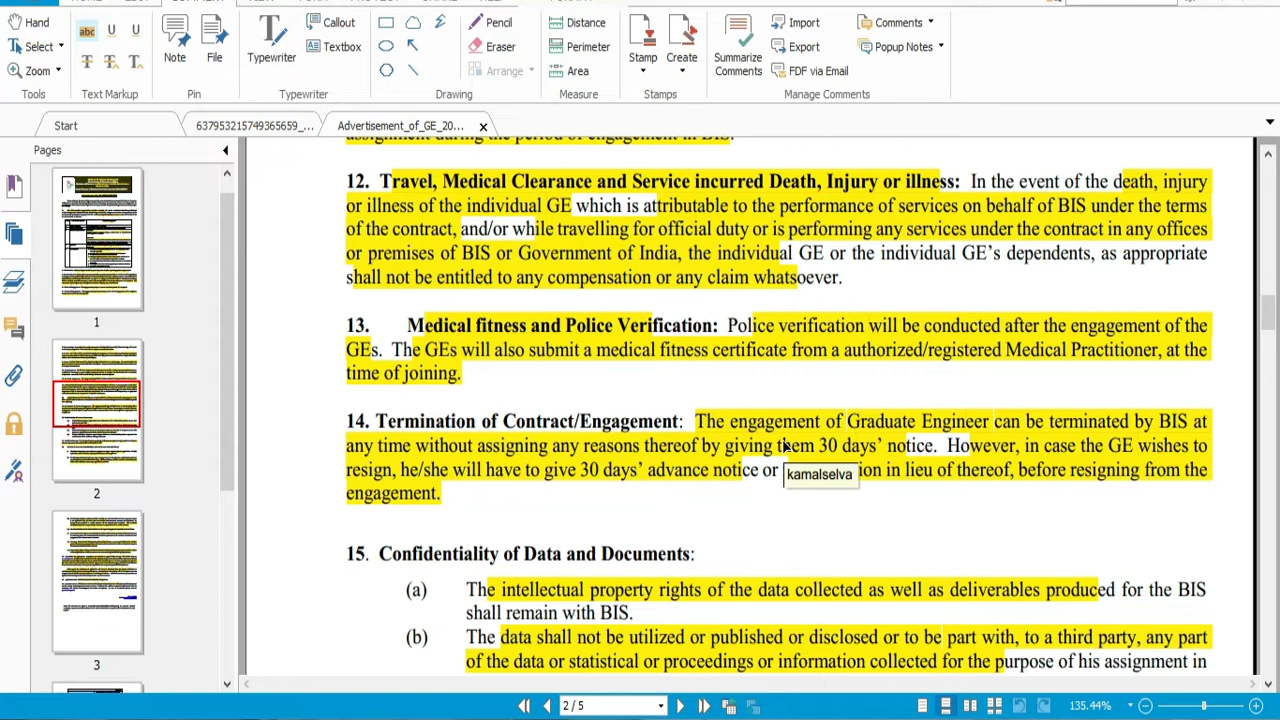 Hand
Select
Zoom
Tools
abc
U
U
T
T
T
Text Markup
Note
File
Pin
Typewriter
Callout
Textbox
Typewriter
Pencil
Eraser
Arrange
Drawing
Distance
Perimeter
Area
Measure
Stamp
Create
Stamps
Summarize
Comments
Import
Export
FDF via Email
Comments
Popup Notes
Manage Comments
Start
637953215749365659_...
Advertisement_of_GE_20...
Pages
1
2
3
assignment during the period of engagement in BIS.
12. Travel, Medical Clearance and Service incurred Death, Injury or illness: In the event of the death, injury
or illness of the individual GE which is attributable to the performance of services on behalf of BIS under the terms
of the contract, and/or while travelling for official duty or is performing any services under the contract in any offices
or premises of BIS or Government of India, the individual GE or the individual GE's dependents, as appropriate
shall not be entitled to any compensation or any claim whatsoever.
13. Medical fitness and Police Verification: Police verification will be conducted after the engagement of the
GEs. The GEs will also submit a medical fitness certificate from a authorized/registered Medical Practitioner, at the
time of joining.
14. Termination of Contract/Engagement: The engagement of Graduate Engineer can be terminated by BIS at
any time without assigning any reasons thereof by giving 30 days' notice. However, in case the GE wishes to
resign, he/she will have to give 30 days' advance notice or kamalselva in lieu of thereof, before resigning from the
engagement.
15. Confidentiality of Data and Documents:
(a) The intellectual property rights of the data collected as well as deliverables produced for the BIS
shall remain with BIS.
(b) The data shall not be utilized or published or disclosed or to be part with, to a third party, any part
of the data or statistical or proceedings or information collected for the purpose of his assignment in
2 / 5
135.44%